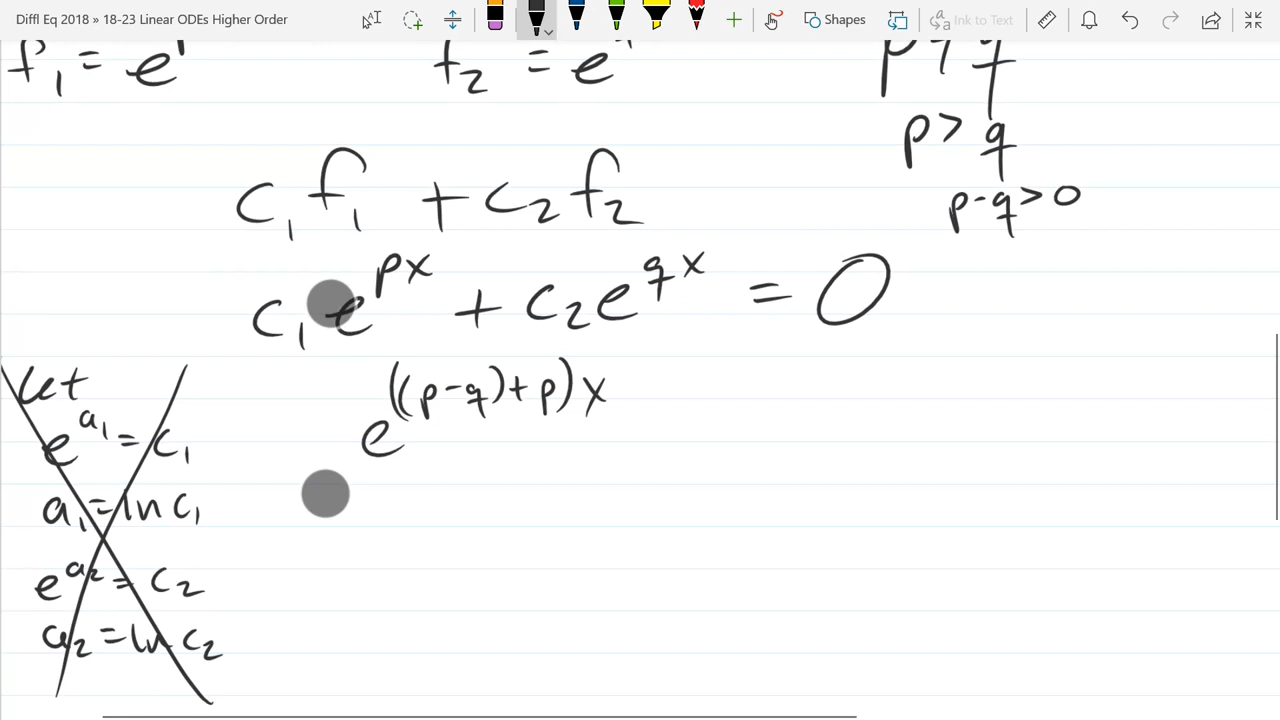 Diffl Eq 2018 » 18-23 Linear ODEs Higher Order
Shapes
Ink to Text
f₁ = e
f₂ = e
p > q
p - q > 0
c₁f₁ + c₂f₂
c₁e^{px} + c₂e^{qx} = 0
e^{((p-q)+p)x}
let
e^{a₁} = c₁
a₁ = ln c₁
e^{a₂} = c₂
a₂ = ln c₂